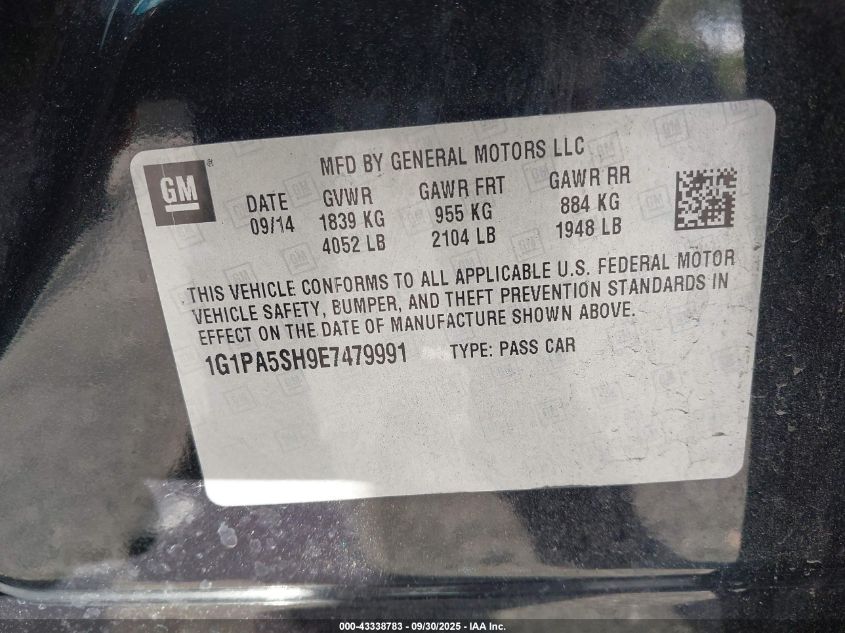 GM
MFD BY GENERAL MOTORS LLC
DATE GVWR GAWR FRT GAWR RR
09/14 1839 KG 955 KG 884 KG
4052 LB 2104 LB 1948 LB
THIS VEHICLE CONFORMS TO ALL APPLICABLE U.S. FEDERAL MOTOR
VEHICLE SAFETY, BUMPER, AND THEFT PREVENTION STANDARDS IN
EFFECT ON THE DATE OF MANUFACTURE SHOWN ABOVE.
1G1PA5SH9E7479991 TYPE: PASS CAR
000-43338783 - 09/30/2025 - IAA Inc.